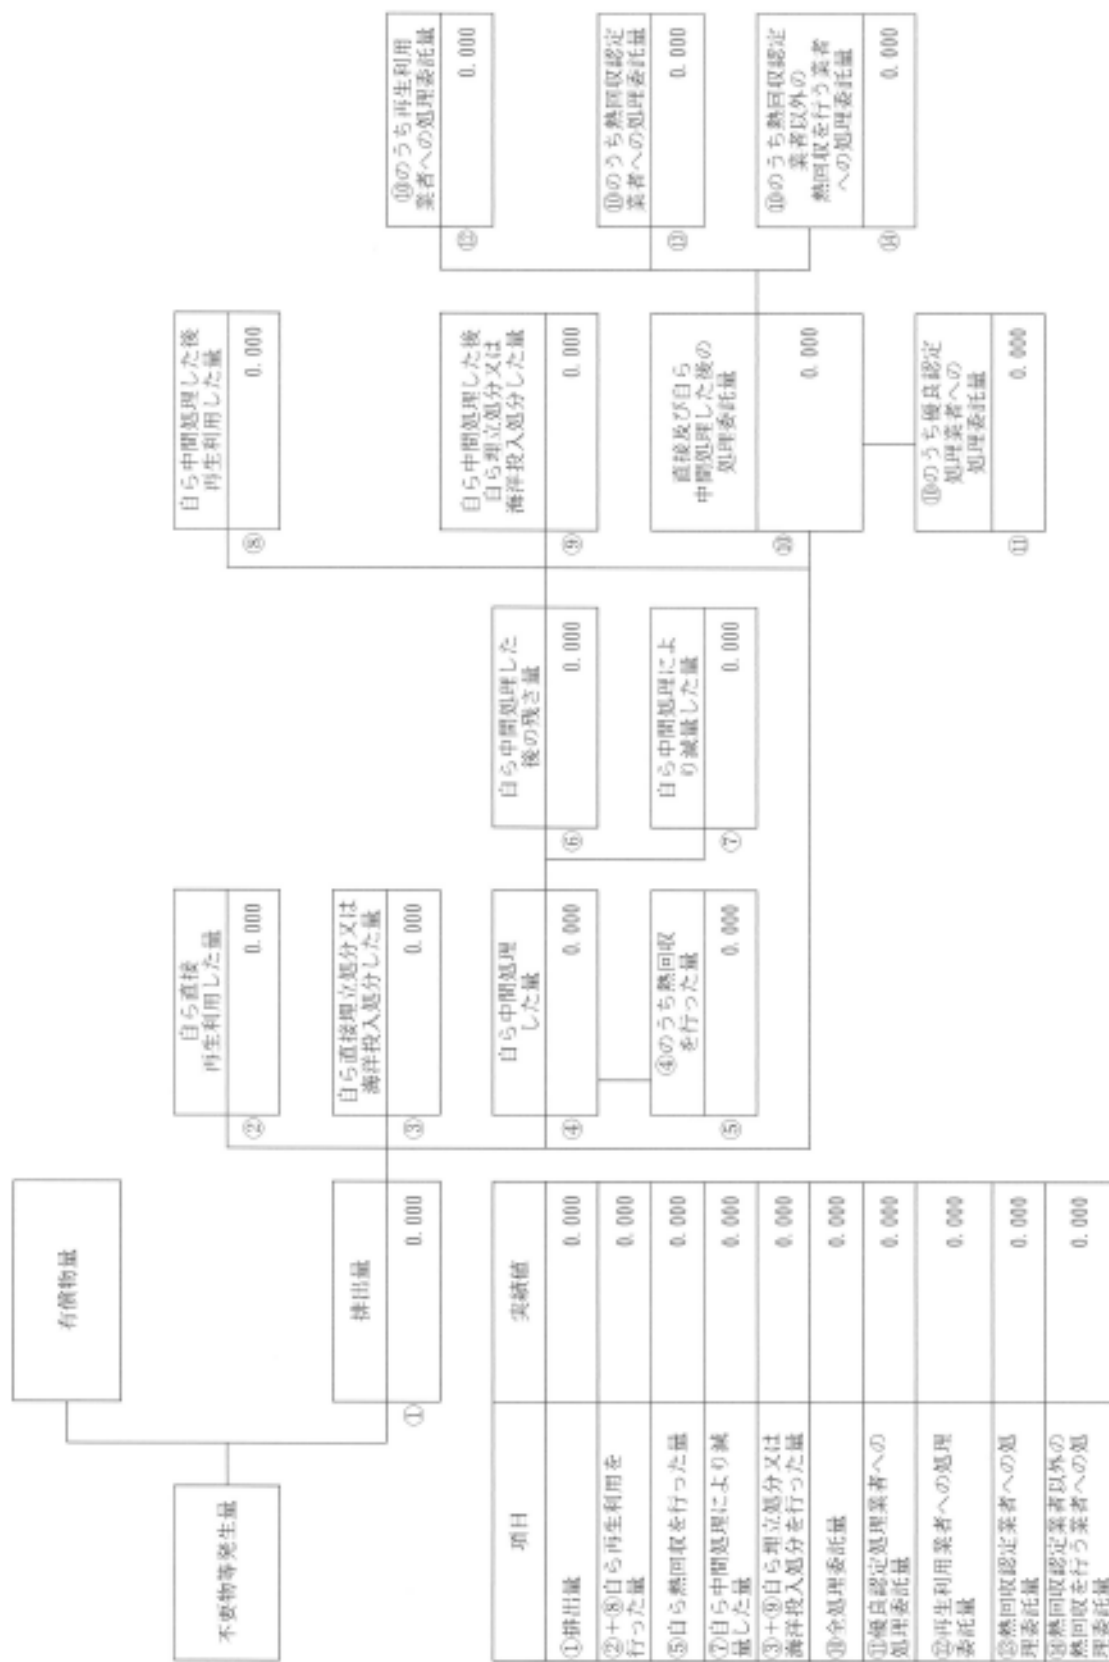 不要物等発生量
有償物量
排出量
①
0.000
自ら直接
再生利用した量
②
0.000
自ら直接埋立処分又は
海洋投入処分した量
③
0.000
自ら中間処理
した量
④
0.000
④のうち熱回収
を行った量
⑤
0.000
自ら中間処理した
後の残さ量
⑥
0.000
自ら中間処理によ
り減量した量
⑦
0.000
自ら中間処理した後
再生利用した量
⑧
0.000
自ら中間処理した後
自ら埋立処分又は
海洋投入処分した量
⑨
0.000
直接及び自ら
中間処理した後の
処理委託量
⑩
0.000
⑩のうち優良認定
処理業者への
処理委託量
⑪
0.000
⑩のうち再生利用
業者への処理委託量
⑫
0.000
⑩のうち熱回収認定
業者への処理委託量
⑬
0.000
⑩のうち熱回収認定
業者以外の
熱回収を行う業者
への処理委託量
⑭
0.000
項目 実績値
①排出量 0.000
②+⑧自ら再生利用を
行った量 0.000
⑤自ら熱回収を行った量 0.000
⑦自ら中間処理により減
量した量 0.000
③+⑨自ら埋立処分又は
海洋投入処分を行った量 0.000
⑩全処理委託量 0.000
⑪優良認定処理業者への
処理委託量 0.000
⑫再生利用業者への処理
委託量 0.000
⑬熱回収認定業者への処
理委託量 0.000
⑭熱回収認定業者以外の
熱回収を行う業者への処
理委託量 0.000